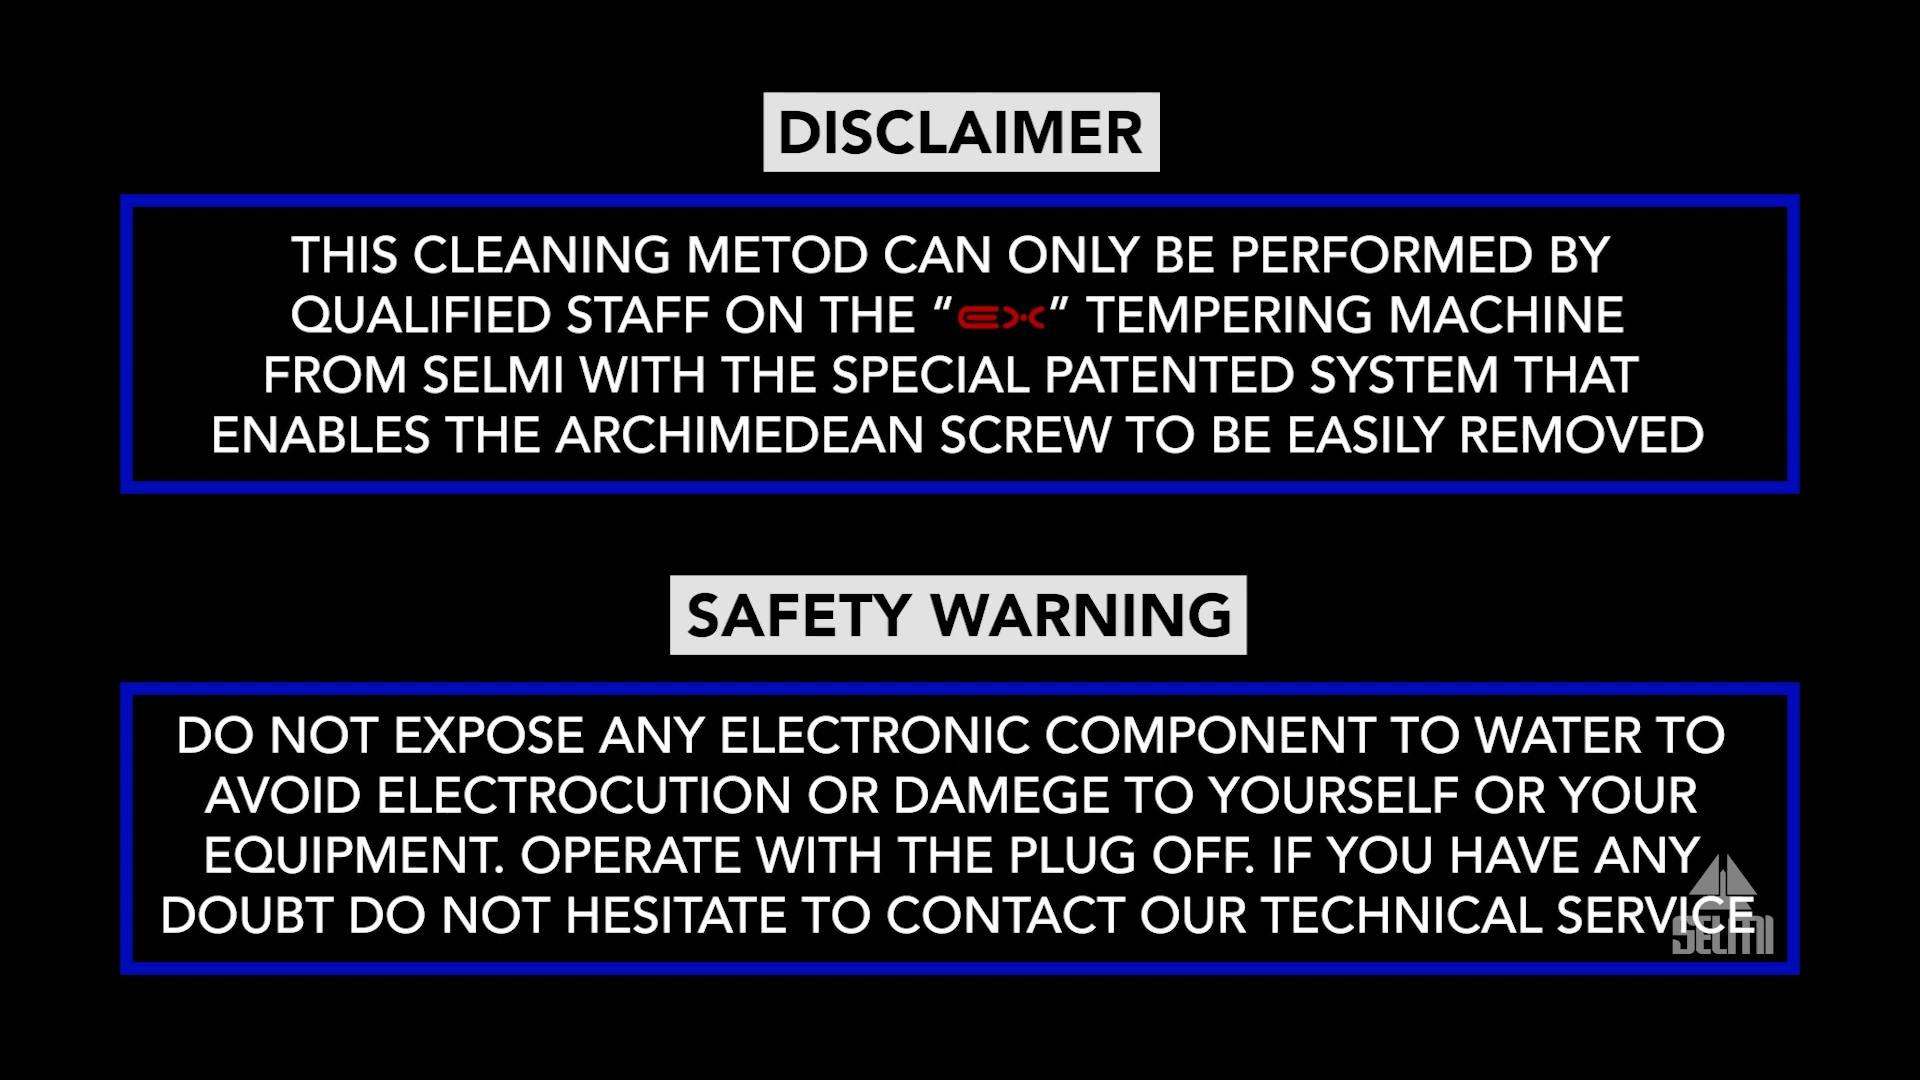 DISCLAIMER
THIS CLEANING METOD CAN ONLY BE PERFORMED BY
QUALIFIED STAFF ON THE “EX” TEMPERING MACHINE
FROM SELMI WITH THE SPECIAL PATENTED SYSTEM THAT
ENABLES THE ARCHIMEDEAN SCREW TO BE EASILY REMOVED
SAFETY WARNING
DO NOT EXPOSE ANY ELECTRONIC COMPONENT TO WATER TO
AVOID ELECTROCUTION OR DAMEGE TO YOURSELF OR YOUR
EQUIPMENT. OPERATE WITH THE PLUG OFF. IF YOU HAVE ANY
DOUBT DO NOT HESITATE TO CONTACT OUR TECHNICAL SERVICE
SELMI